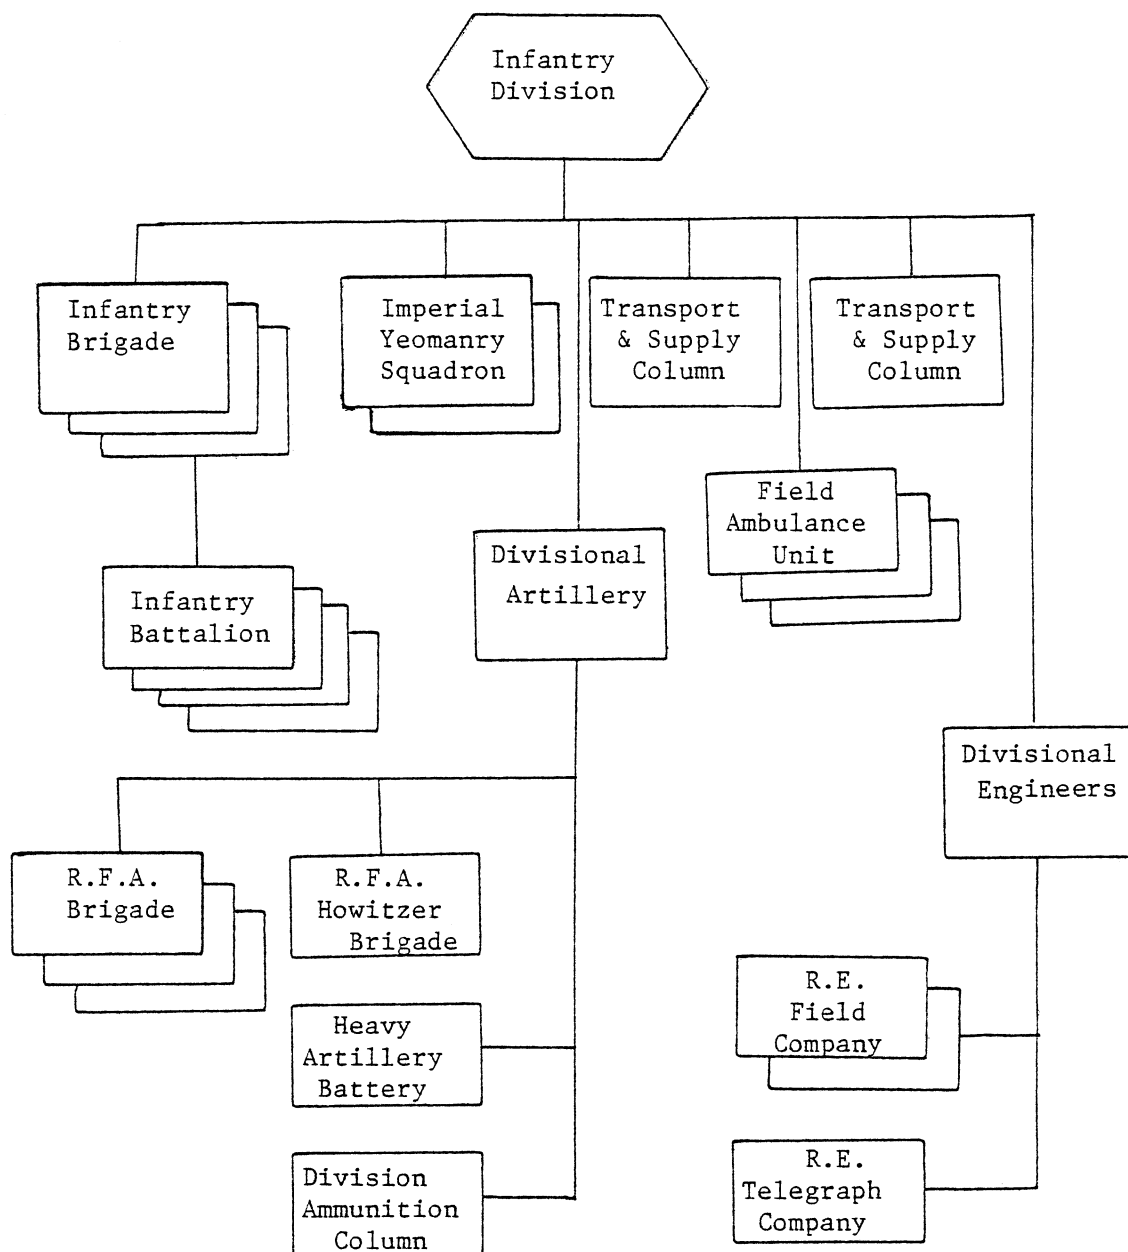 Infantry
Division
Infantry
Brigade
Imperial
Yeomanry
Squadron
Transport
& Supply
Column
Transport
& Supply
Column
Field
Ambulance
Unit
Divisional
Artillery
Infantry
Battalion
Divisional
Engineers
R.F.A.
Brigade
R.F.A.
Howitzer
Brigade
Heavy
Artillery
Battery
Division
Ammunition
Column
R.E.
Field
Company
R.E.
Telegraph
Company